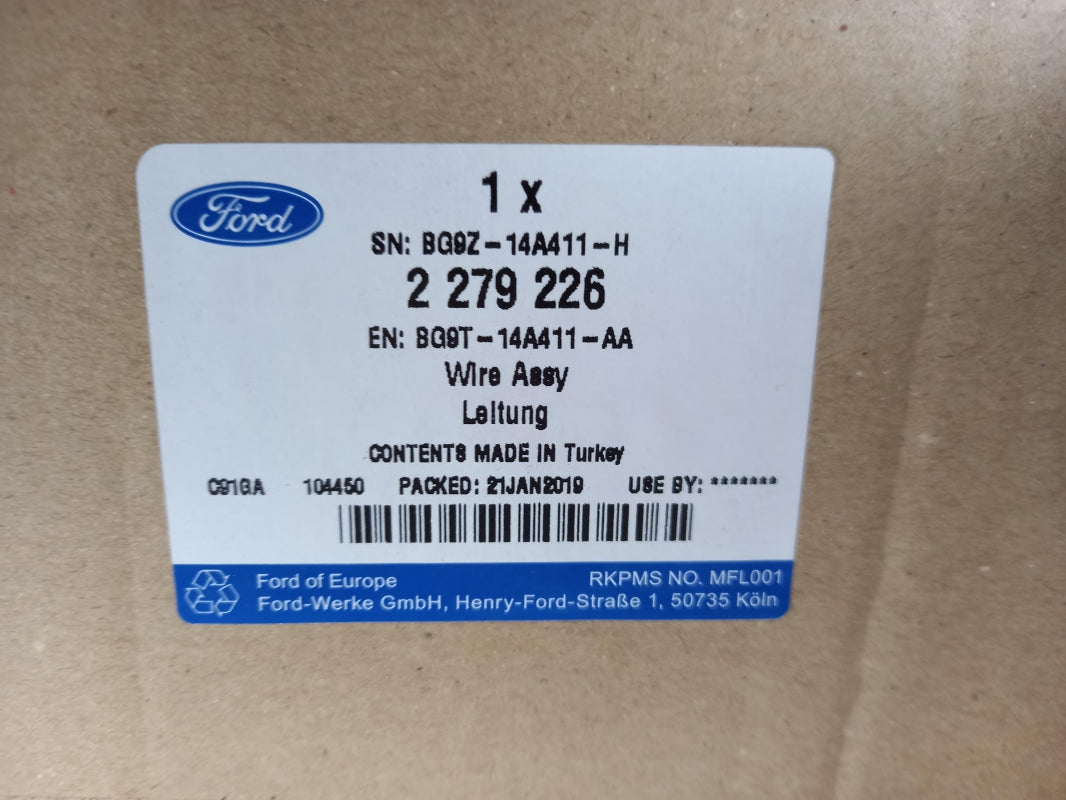 Ford
1 x
SN: BG9Z-14A411-H
2 279 226
EN: BG9T-14A411-AA
Wire Assy
Leitung
CONTENTS MADE IN Turkey
C91GA 104450 PACKED: 21JAN2019 USE BY: *******
Ford of Europe RKPMS NO. MFL001
Ford-Werke GmbH, Henry-Ford-Straße 1, 50735 Köln